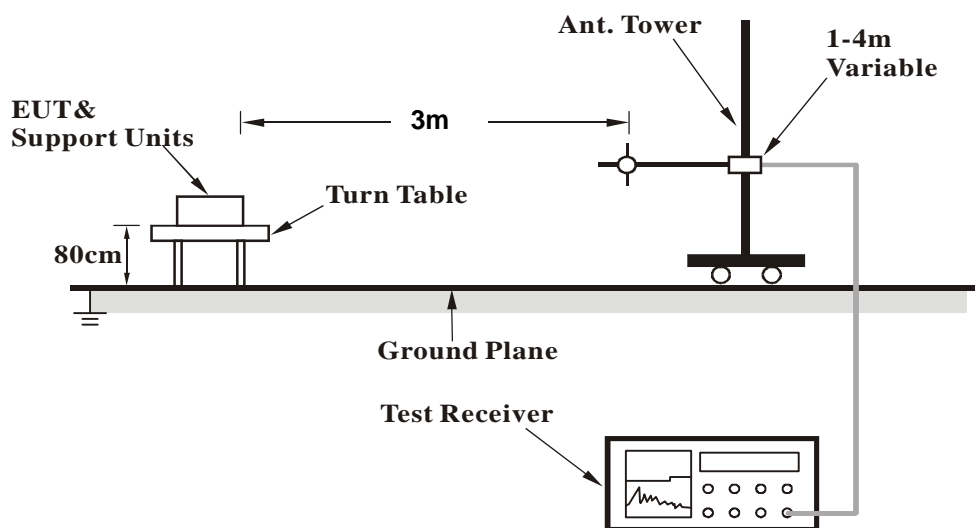 Ant. Tower
1-4m
Variable
EUT&
Support Units
3m
Turn Table
80cm
Ground Plane
Test Receiver